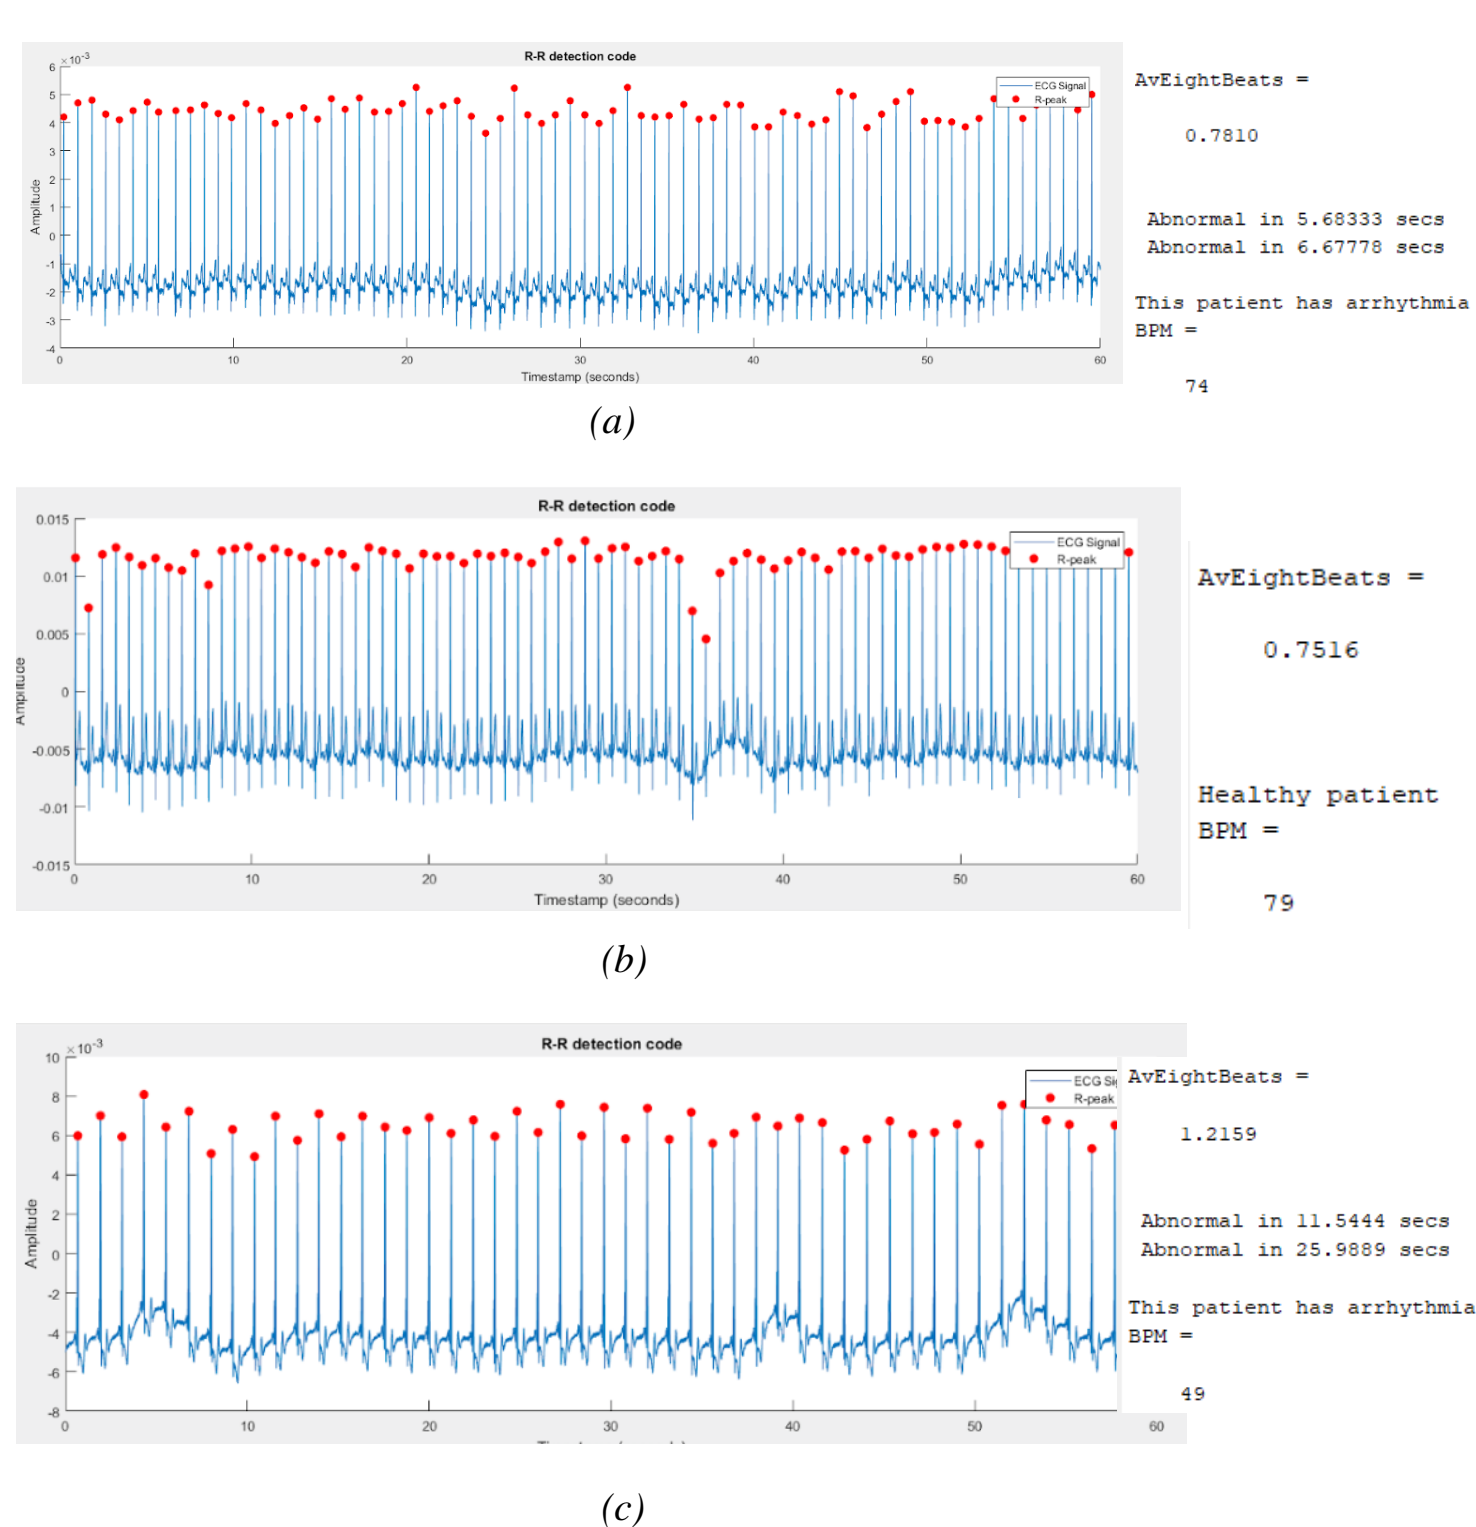 R-R detection code
×10-3
6
5
4
3
2
1
0
-1
-2
-3
-4
Amplitude
0 10 20 30 40 50 60
Timestamp (seconds)
ECG Signal
R-peak
AvEightBeats =
0.7810
Abnormal in 5.68333 secs
Abnormal in 6.67778 secs
This patient has arrhythmia
BPM =
74
(a)
R-R detection code
0.015
0.01
0.005
0
-0.005
-0.01
-0.015
Amplitude
0 10 20 30 40 50 60
Timestamp (seconds)
ECG Signal
R-peak
AvEightBeats =
0.7516
Healthy patient
BPM =
79
(b)
R-R detection code
×10-3
10
8
6
4
2
0
-2
-4
-6
-8
Amplitude
0 10 20 30 40 50 60
ECG Sig
R-peak
AvEightBeats =
1.2159
Abnormal in 11.5444 secs
Abnormal in 25.9889 secs
This patient has arrhythmia
BPM =
49
(c)